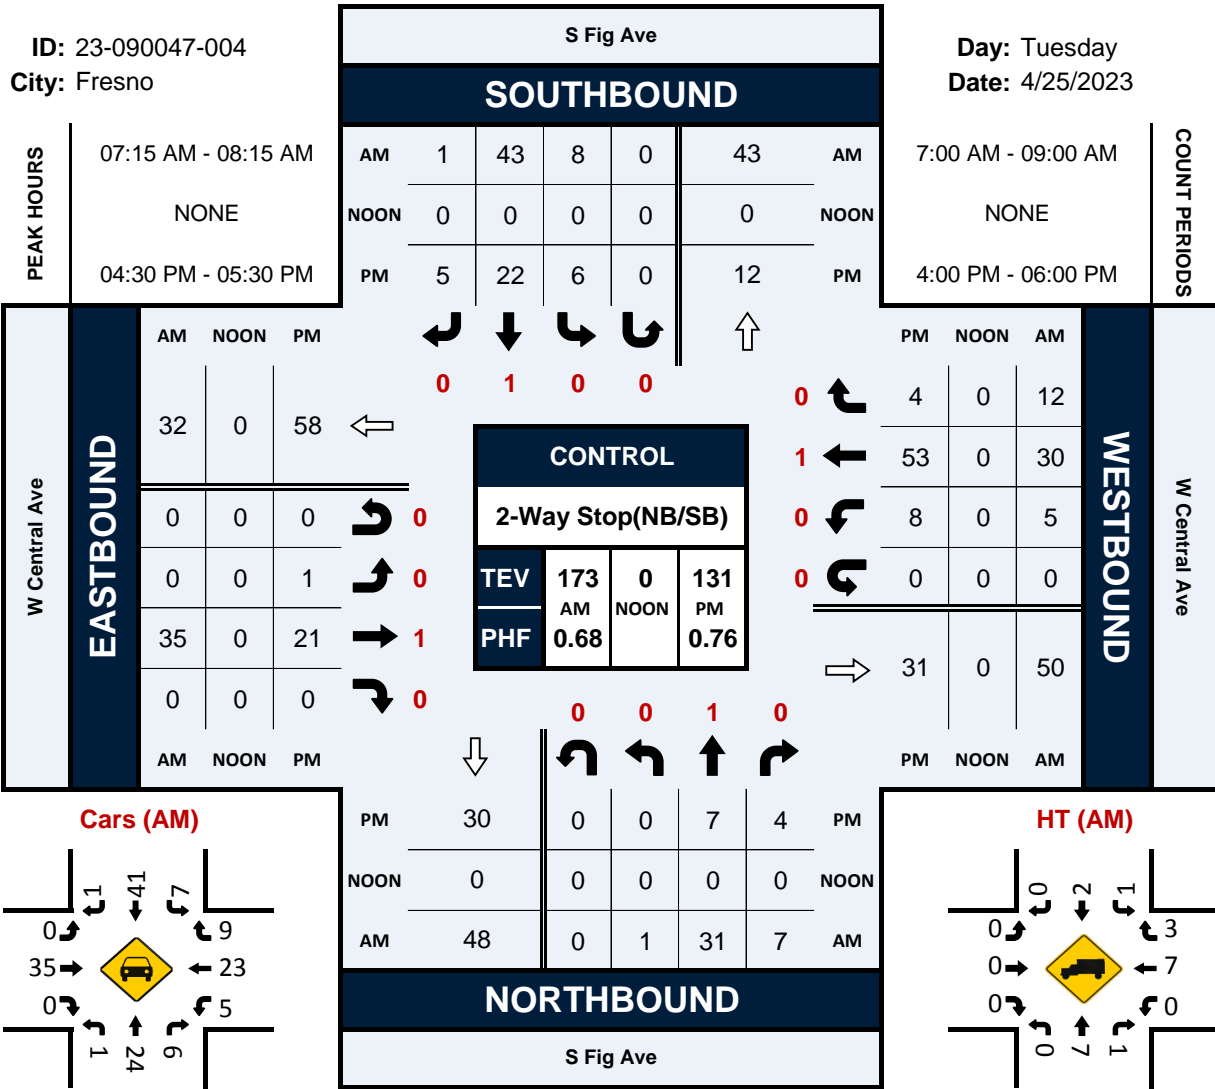 S Fig Ave
ID: 23-090047-004
Day: Tuesday
City: Fresno
Date: 4/25/2023
SOUTHBOUND
PEAK HOURS
07:15 AM - 08:15 AM
AM 1 43 8 0 43 AM
7:00 AM - 09:00 AM
COUNT PERIODS
NONE
NOON 0 0 0 0 0 NOON
NONE
04:30 PM - 05:30 PM
PM 5 22 6 0 12 PM
4:00 PM - 06:00 PM
AM NOON PM
PM NOON AM
0 1 0 0
W Central Ave
EASTBOUND
32 0 58
0 0 0 0
0 0 1 0
35 0 21 1
0 0 0 0
AM NOON PM
CONTROL
2-Way Stop(NB/SB)
TEV 173 0 131
AM NOON PM
PHF 0.68 0.76
0 4 0 12
1 53 0 30
0 8 0 5
0 0 0 0
31 0 50
PM NOON AM
WESTBOUND
W Central Ave
0 0 1 0
PM 30 0 0 7 4 PM
NOON 0 0 0 0 0 NOON
AM 48 0 1 31 7 AM
NORTHBOUND
S Fig Ave
Cars (AM)
1 41 7
0 9
35 23
0 5
1 24 6
HT (AM)
0 2 1
0 3
0 7
0 0
0 7 1